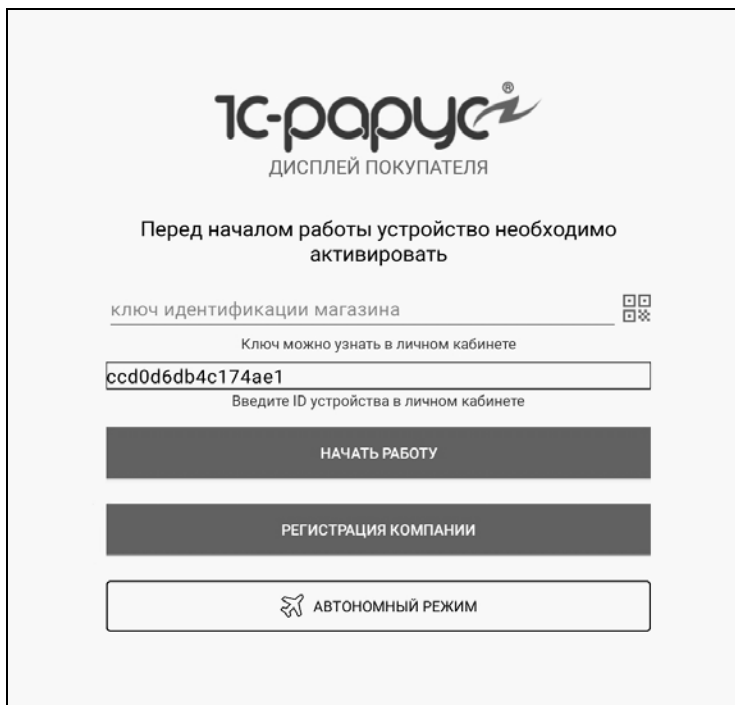 1С-рарус®
ДИСПЛЕЙ ПОКУПАТЕЛЯ
Перед началом работы устройство необходимо
активировать
ключ идентификации магазина
Ключ можно узнать в личном кабинете
ccd0d6db4c174ae1
Введите ID устройства в личном кабинете
НАЧАТЬ РАБОТУ
РЕГИСТРАЦИЯ КОМПАНИИ
АВТОНОМНЫЙ РЕЖИМ